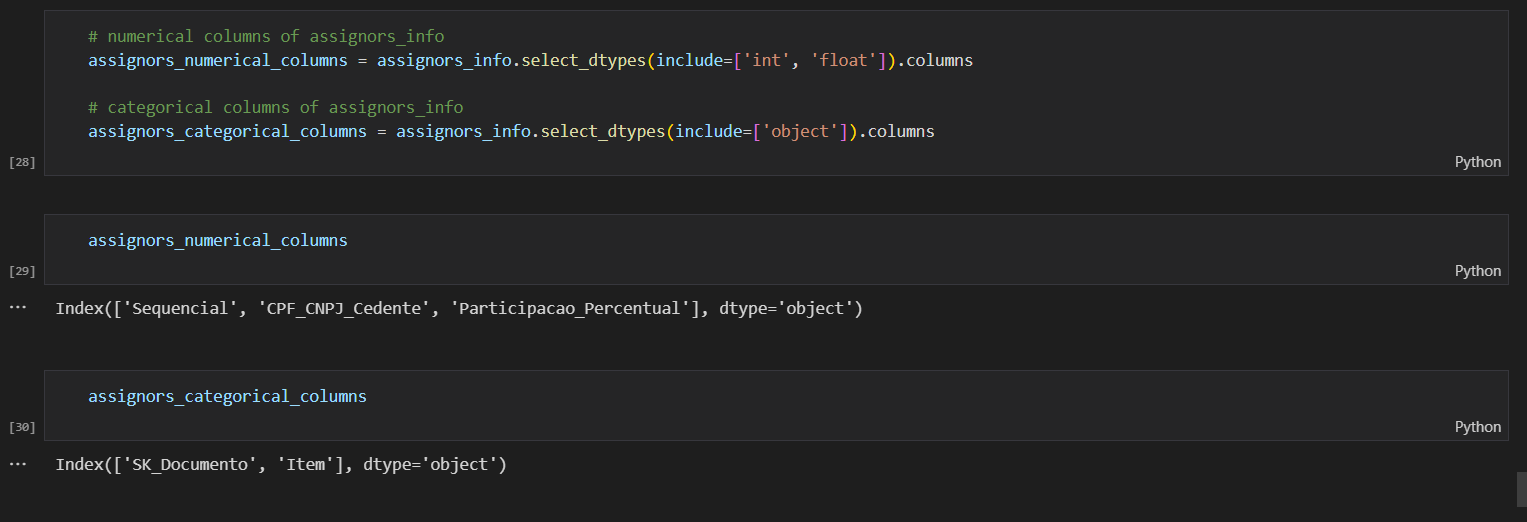 # numerical columns of assignors_info
assignors_numerical_columns = assignors_info.select_dtypes(include=['int', 'float']).columns
# categorical columns of assignors_info
assignors_categorical_columns = assignors_info.select_dtypes(include=['object']).columns
[28]
Python
assignors_numerical_columns
[29]
Python
... Index(['Sequencial', 'CPF_CNPJ_Cedente', 'Participacao_Percentual'], dtype='object')
assignors_categorical_columns
[30]
Python
... Index(['SK_Documento', 'Item'], dtype='object')